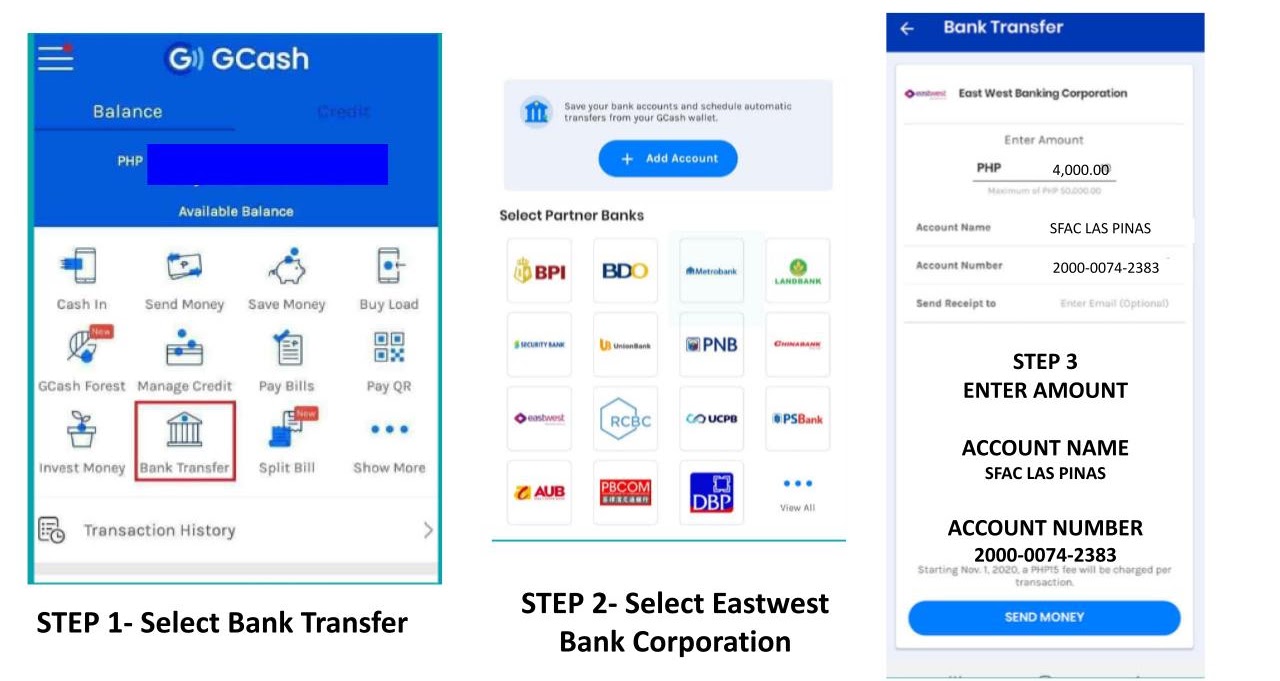 GCash
Balance
Credit
PHP
Available Balance
Cash In
Send Money
Save Money
Buy Load
New
GCash Forest
Manage Credit
Pay Bills
Pay QR
New
Invest Money
Bank Transfer
Split Bill
Show More
Transaction History
STEP 1- Select Bank Transfer
Save your bank accounts and schedule automatic
transfers from your GCash wallet.
+ Add Account
Select Partner Banks
BPI
BDO
Metrobank
LANDBANK
SECURITY BANK
UnionBank
PNB
CHINABANK
eastwest
RCBC
UCPB
PSBank
AUB
PBCOM
DBP
View All
STEP 2- Select Eastwest
Bank Corporation
Bank Transfer
eastwest
East West Banking Corporation
Enter Amount
PHP 4,000.00
Maximum of PHP 50,000.00
Account Name SFAC LAS PINAS
Account Number 2000-0074-2383
Send Receipt to Enter Email (Optional)
STEP 3
ENTER AMOUNT
ACCOUNT NAME
SFAC LAS PINAS
ACCOUNT NUMBER
2000-0074-2383
Starting Nov. 1, 2020, a PHP15 fee will be charged per
transaction.
SEND MONEY